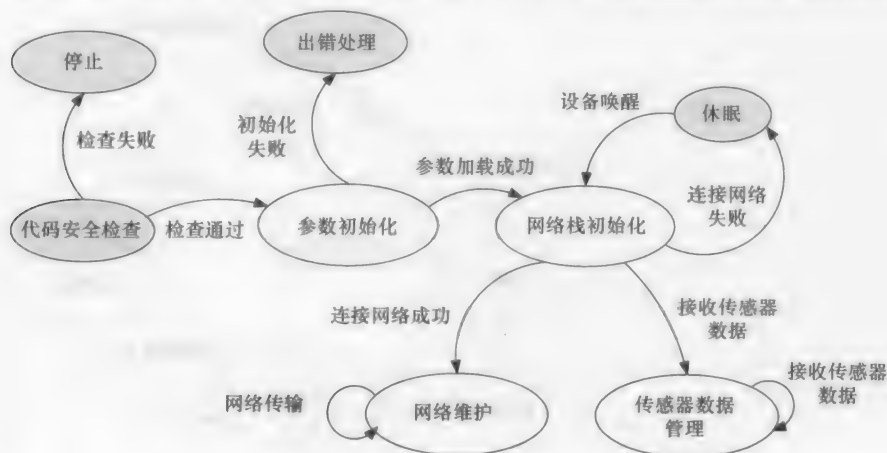 出错处理
停止
设备唤醒
休眠
检查失败
初始化
失败
参数加载成功
连接网络
失败
代码安全检查
检查通过
参数初始化
网络栈初始化
连接网络成功
接收传感器
数据
网络传输
网络维护
传感器数据
管理
接收传感器
数据